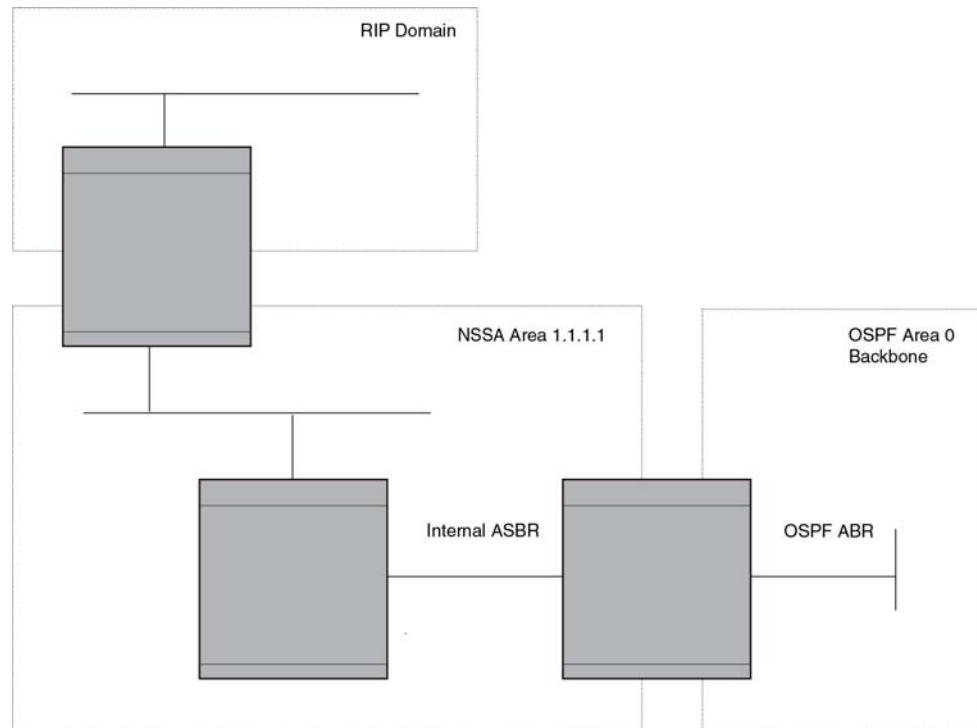 RIP Domain
NSSA Area 1.1.1.1
OSPF Area 0
Backbone
Internal ASBR
OSPF ABR